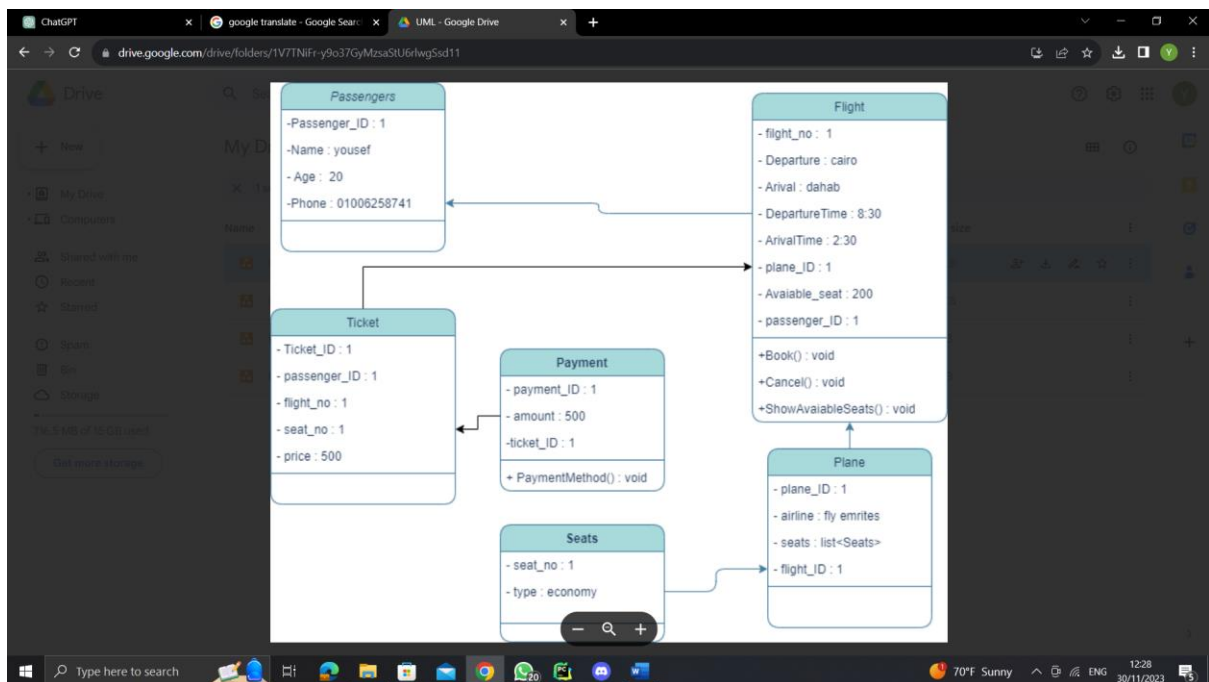 ChatGPT
google translate - Google Searc
UML - Google Drive
drive.google.com/drive/folders/1V7TNiFr-y9o37GyMzsaStU6rlwgSsd11
Drive
New
My Drive
Computers
Shared with me
Recent
Starred
Spam
Bin
Storage
Get more storage
My D
Name
Passengers
-Passenger_ID : 1
-Name : yousef
- Age : 20
-Phone : 01006258741
Flight
- filght_no : 1
- Departure : cairo
- Arival : dahab
- DepartureTime : 8:30
- ArivalTime : 2:30
- plane_ID : 1
- Avaiable_seat : 200
- passenger_ID : 1
+Book() : void
+Cancel() : void
+ShowAvaiableSeats() : void
Ticket
- Ticket_ID : 1
- passenger_ID : 1
- flight_no : 1
- seat_no : 1
- price : 500
Payment
- payment_ID : 1
- amount : 500
-ticket_ID : 1
+ PaymentMethod() : void
Plane
- plane_ID : 1
- airline : fly emrites
- seats : list<Seats>
- flight_ID : 1
Seats
- seat_no : 1
- type : economy
Type here to search
70°F Sunny
ENG
12:28
30/11/2023